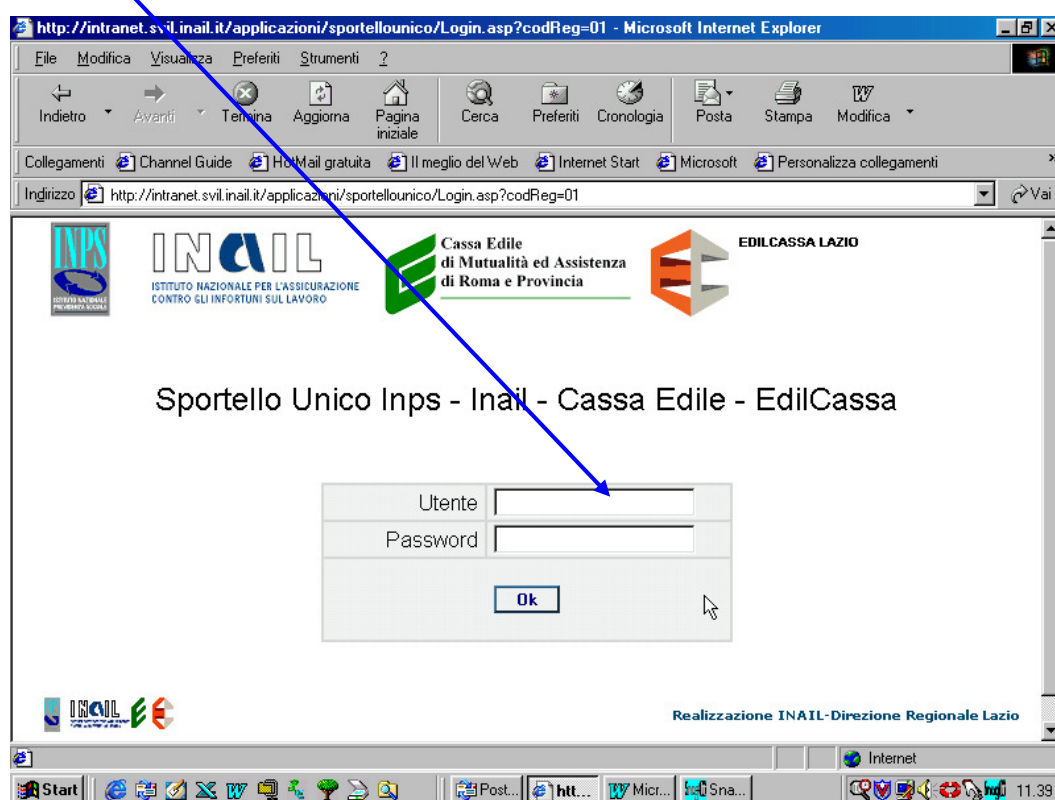 http://intranet.svil.inail.it/applicazioni/sportellounico/Login.asp?codReg=01 - Microsoft Internet Explorer
File Modifica Visualizza Preferiti Strumenti ?
Indietro Avanti Termina Aggiorna Pagina iniziale Cerca Preferiti Cronologia Posta Stampa Modifica
Collegamenti Channel Guide HotMail gratuita Il meglio del Web Internet Start Microsoft Personalizza collegamenti »
Indirizzo http://intranet.svil.inail.it/applicazioni/sportellounico/Login.asp?codReg=01 Vai
INPS
ISTITUTO NAZIONALE
PREVIDENZA SOCIALE
INAIL
ISTITUTO NAZIONALE PER L'ASSICURAZIONE
CONTRO GLI INFORTUNI SUL LAVORO
Cassa Edile
di Mutualità ed Assistenza
di Roma e Provincia
EDILCASSA LAZIO
Sportello Unico Inps - Inail - Cassa Edile - EdilCassa
Utente
Password
Ok
INAIL
Realizzazione INAIL-Direzione Regionale Lazio
Internet
Start Post... htt... Micr... Sna... 11.39